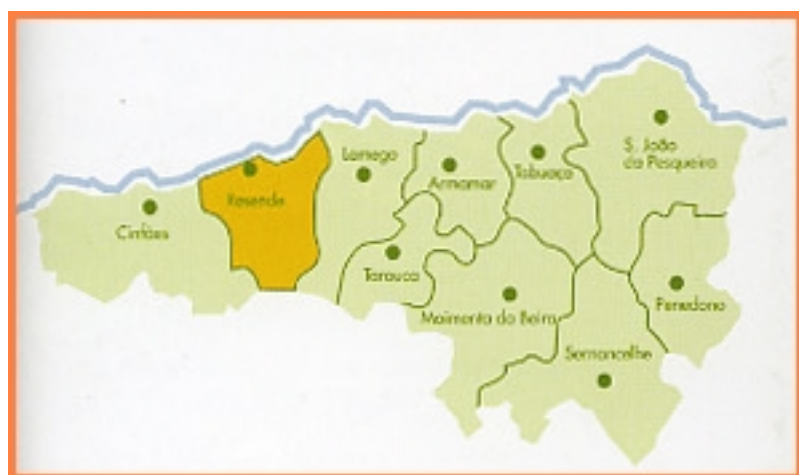 Lamego
S. João
da Pesqueira
Armamar
Tabuaço
Resende
Cinfães
Tarouca
Penedono
Moimenta da Beira
Sernancelhe